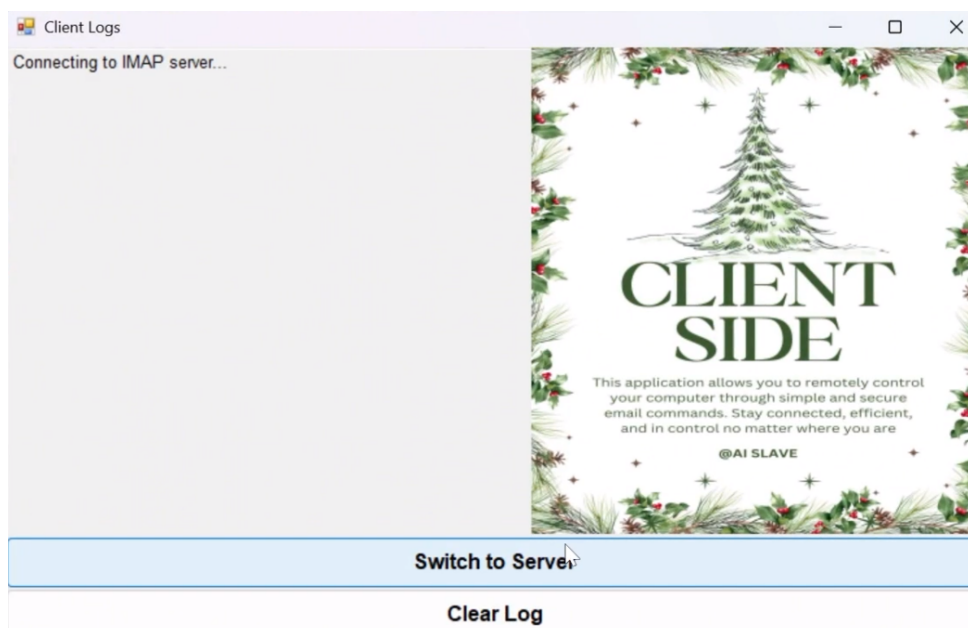 Client Logs
Connecting to IMAP server...
CLIENT
SIDE
This application allows you to remotely control
your computer through simple and secure
email commands. Stay connected, efficient,
and in control no matter where you are
@AI SLAVE
Switch to Server
Clear Log